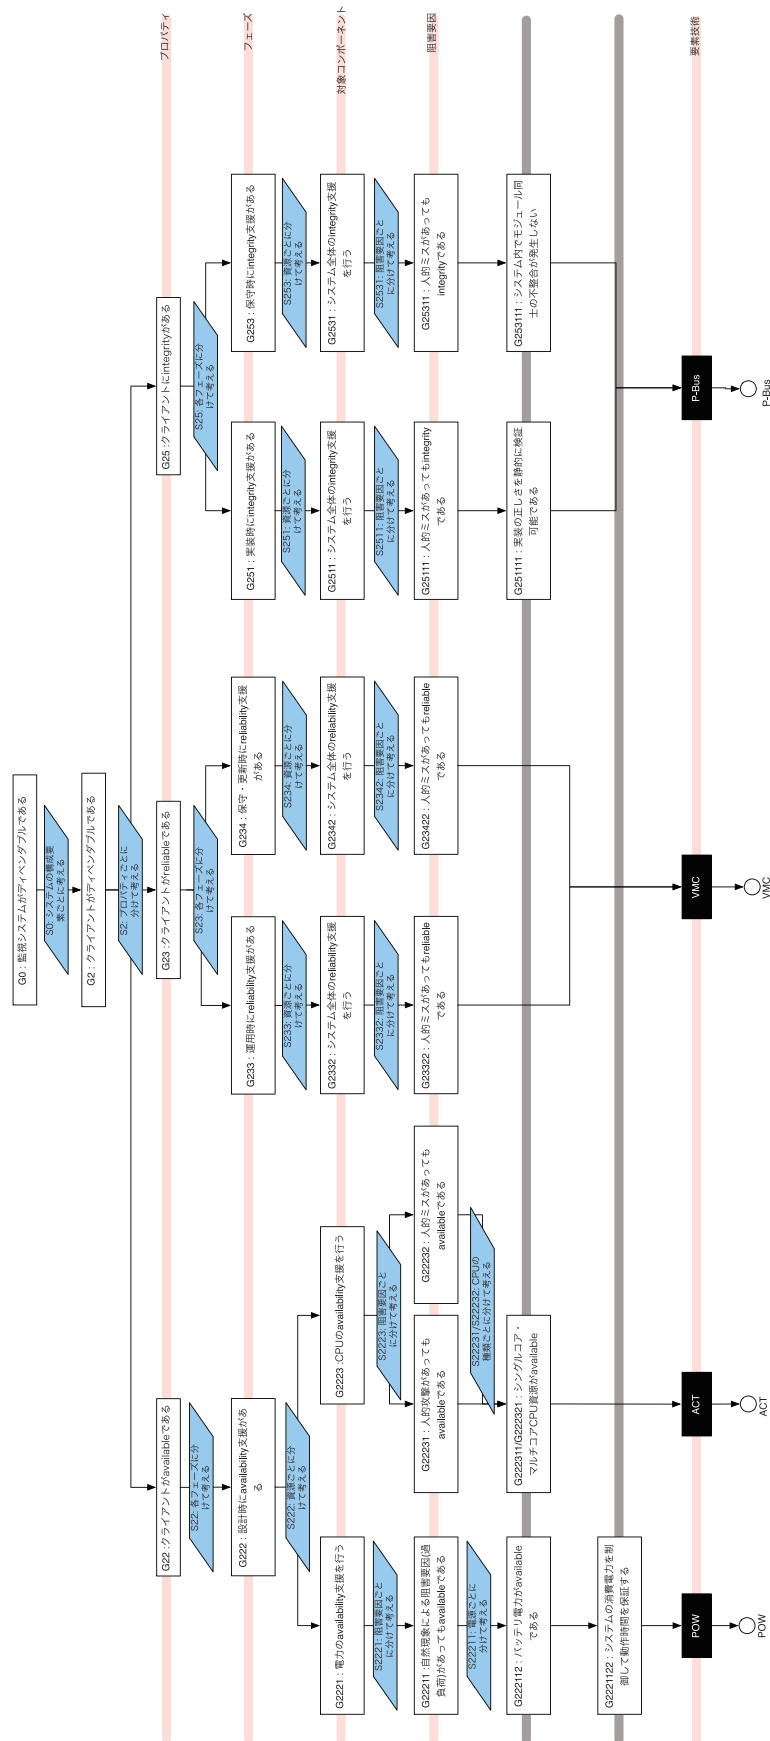 プロパティ
フェーズ
対象コンポーネント
阻害要因
要素技術
G0：監視システムがディペンダブルである
S0: システムの構成要
素ごとに考える
G2：クライアントがディペンダブルである
S2: プロパティごとに
分けて考える
G22 :クライアントがavailableである
G23 :クライアントがreliableである
G25 :クライアントにintegrityがある
S22: 各フェーズに分
けて考える
S23: 各フェーズに分
けて考える
S25: 各フェーズに分
けて考える
G222：設計時にavailability支援があ
る
G233：運用時にreliability支援がある
G234：保守・更新時にreliability支援
がある
G251：実装時にintegrity支援がある
G253：保守時にintegrity支援がある
S222: 資源ごとに分
けて考える
S233: 資源ごとに分
けて考える
S234: 資源ごとに分
けて考える
S251: 資源ごとに分
けて考える
S253: 資源ごとに分
けて考える
G2221：電力のavailability支援を行う
G2223 :CPUのavailability支援を行う
G2332：システム全体のreliability支援
を行う
G2342：システム全体のreliability支援
を行う
G2511：システム全体のintegrity支援
を行う
G2531：システム全体のintegrity支援
を行う
S2221: 阻害要因ごと
に分けて考える
S2223: 阻害要因ごと
に分けて考える
S2332: 阻害要因ごと
に分けて考える
S2342: 阻害要因ごと
に分けて考える
S2511: 阻害要因ごと
に分けて考える
S2531: 阻害要因ごと
に分けて考える
G22211 :自然現象による阻害要因(過
負荷)があってもavailableである
G22231：人的攻撃があっても
availableである
G22232：人的ミスがあっても
availableである
G23322：人的ミスがあってもreliable
である
G23422：人的ミスがあってもreliable
である
G25111：人的ミスがあってもintegrity
である
G25311：人的ミスがあっても
integrityである
S22211: 電源ごとに
分けて考える
S22231/S22232: CPUの
種類ごとに分けて考える
G222112：バッテリ電力がavailable
である
G222311/G222321：シングルコア・
マルチコアCPU資源がavailable
G251111：実装の正しさを静的に検証
可能である
G253111：システム内でモジュール同
士の不整合が発生しない
G2221122：システムの消費電力を制
御して動作時間を保証する
POW
ACT
VMC
P-Bus
POW
ACT
VMC
P-Bus